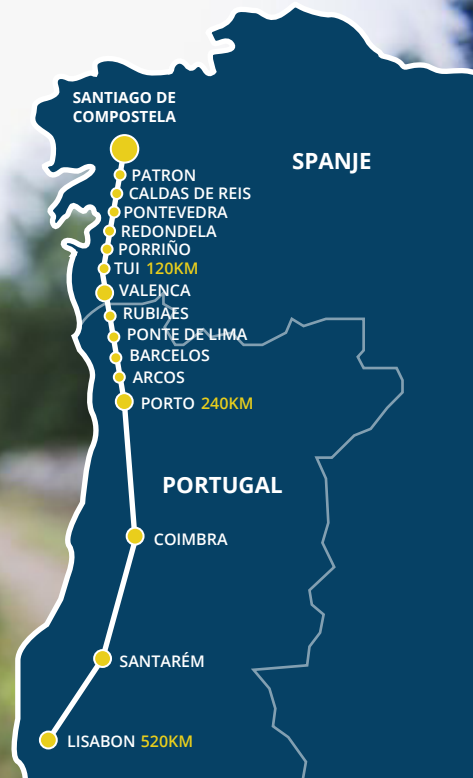 SANTIAGO DE
COMPOSTELA
SPANJE
PATRON
CALDAS DE REIS
PONTEVEDRA
REDONDELA
PORRIÑO
TUI 120KM
VALENCA
RUBIAES
PONTE DE LIMA
BARCELOS
ARCOS
PORTO 240KM
PORTUGAL
COIMBRA
SANTARÉM
LISABON 520KM